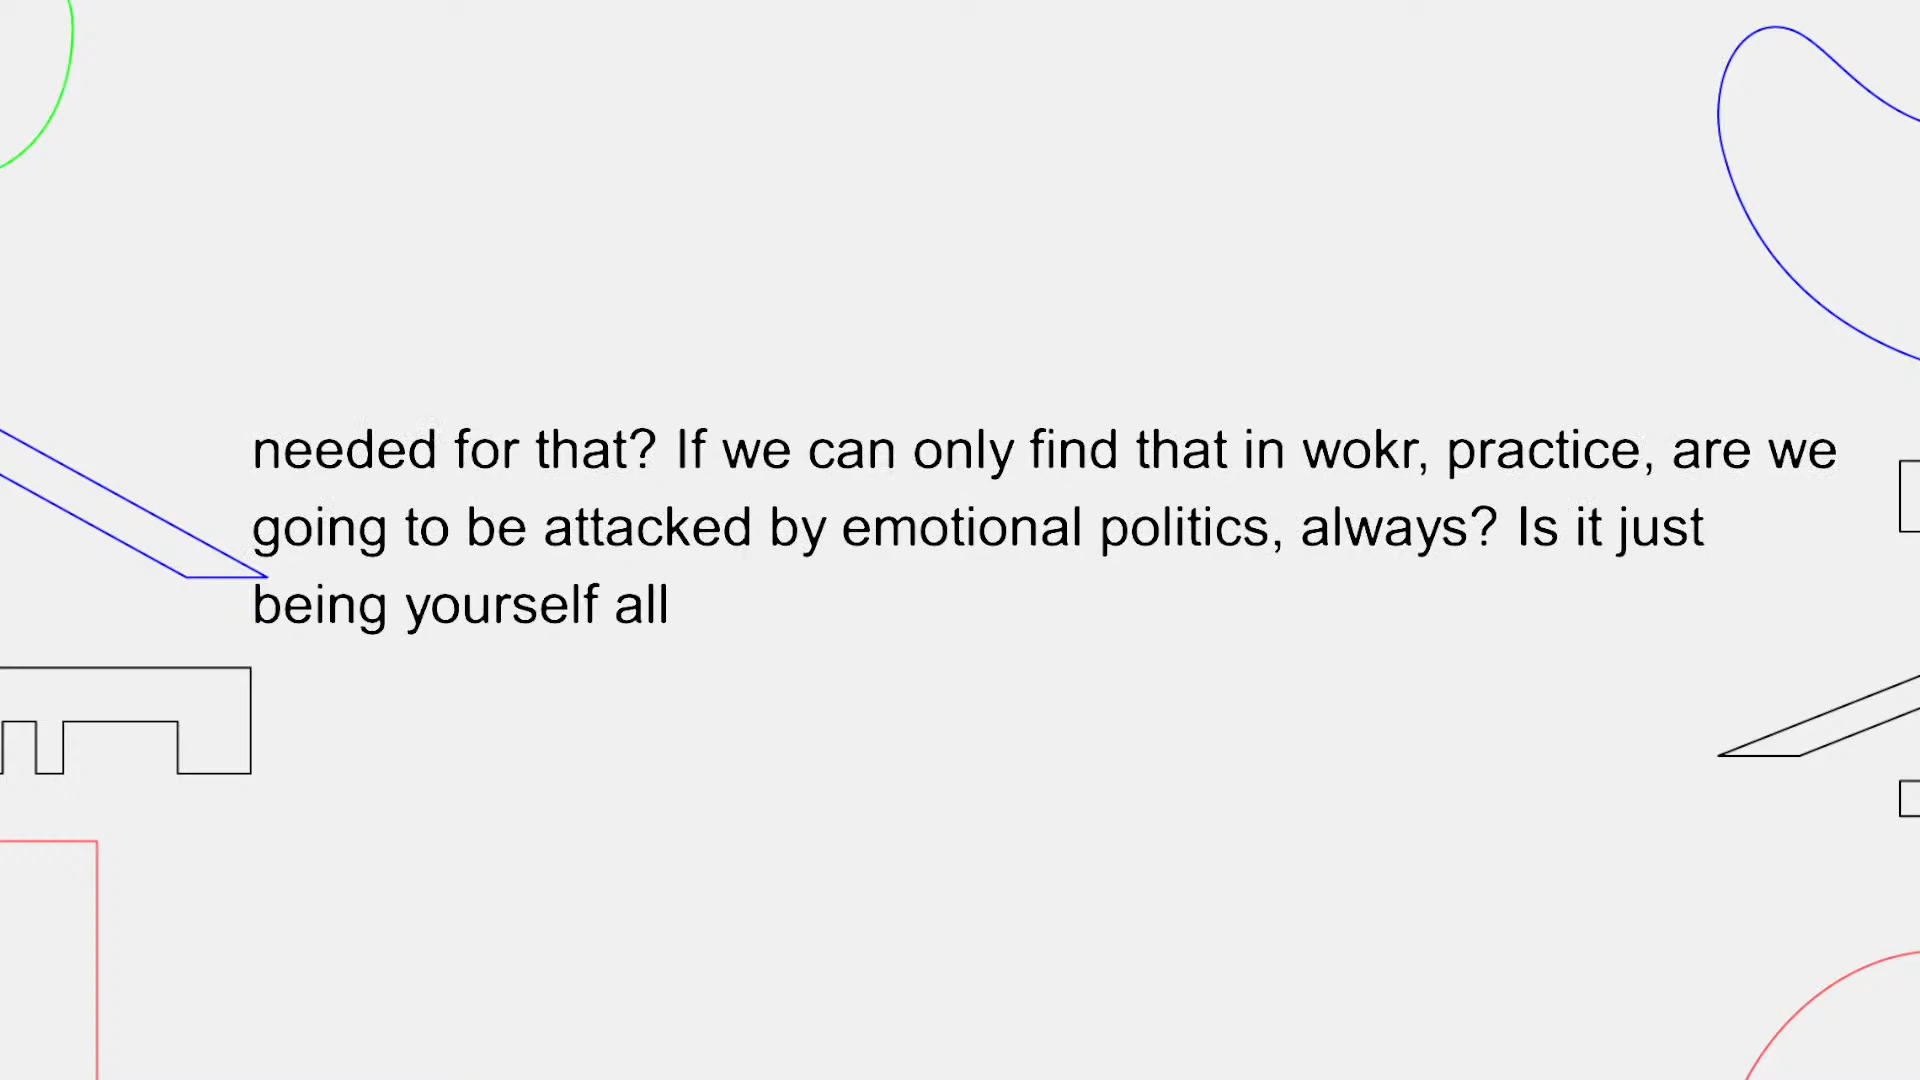 needed for that? If we can only find that in wokr, practice, are we
going to be attacked by emotional politics, always? Is it just
being yourself all